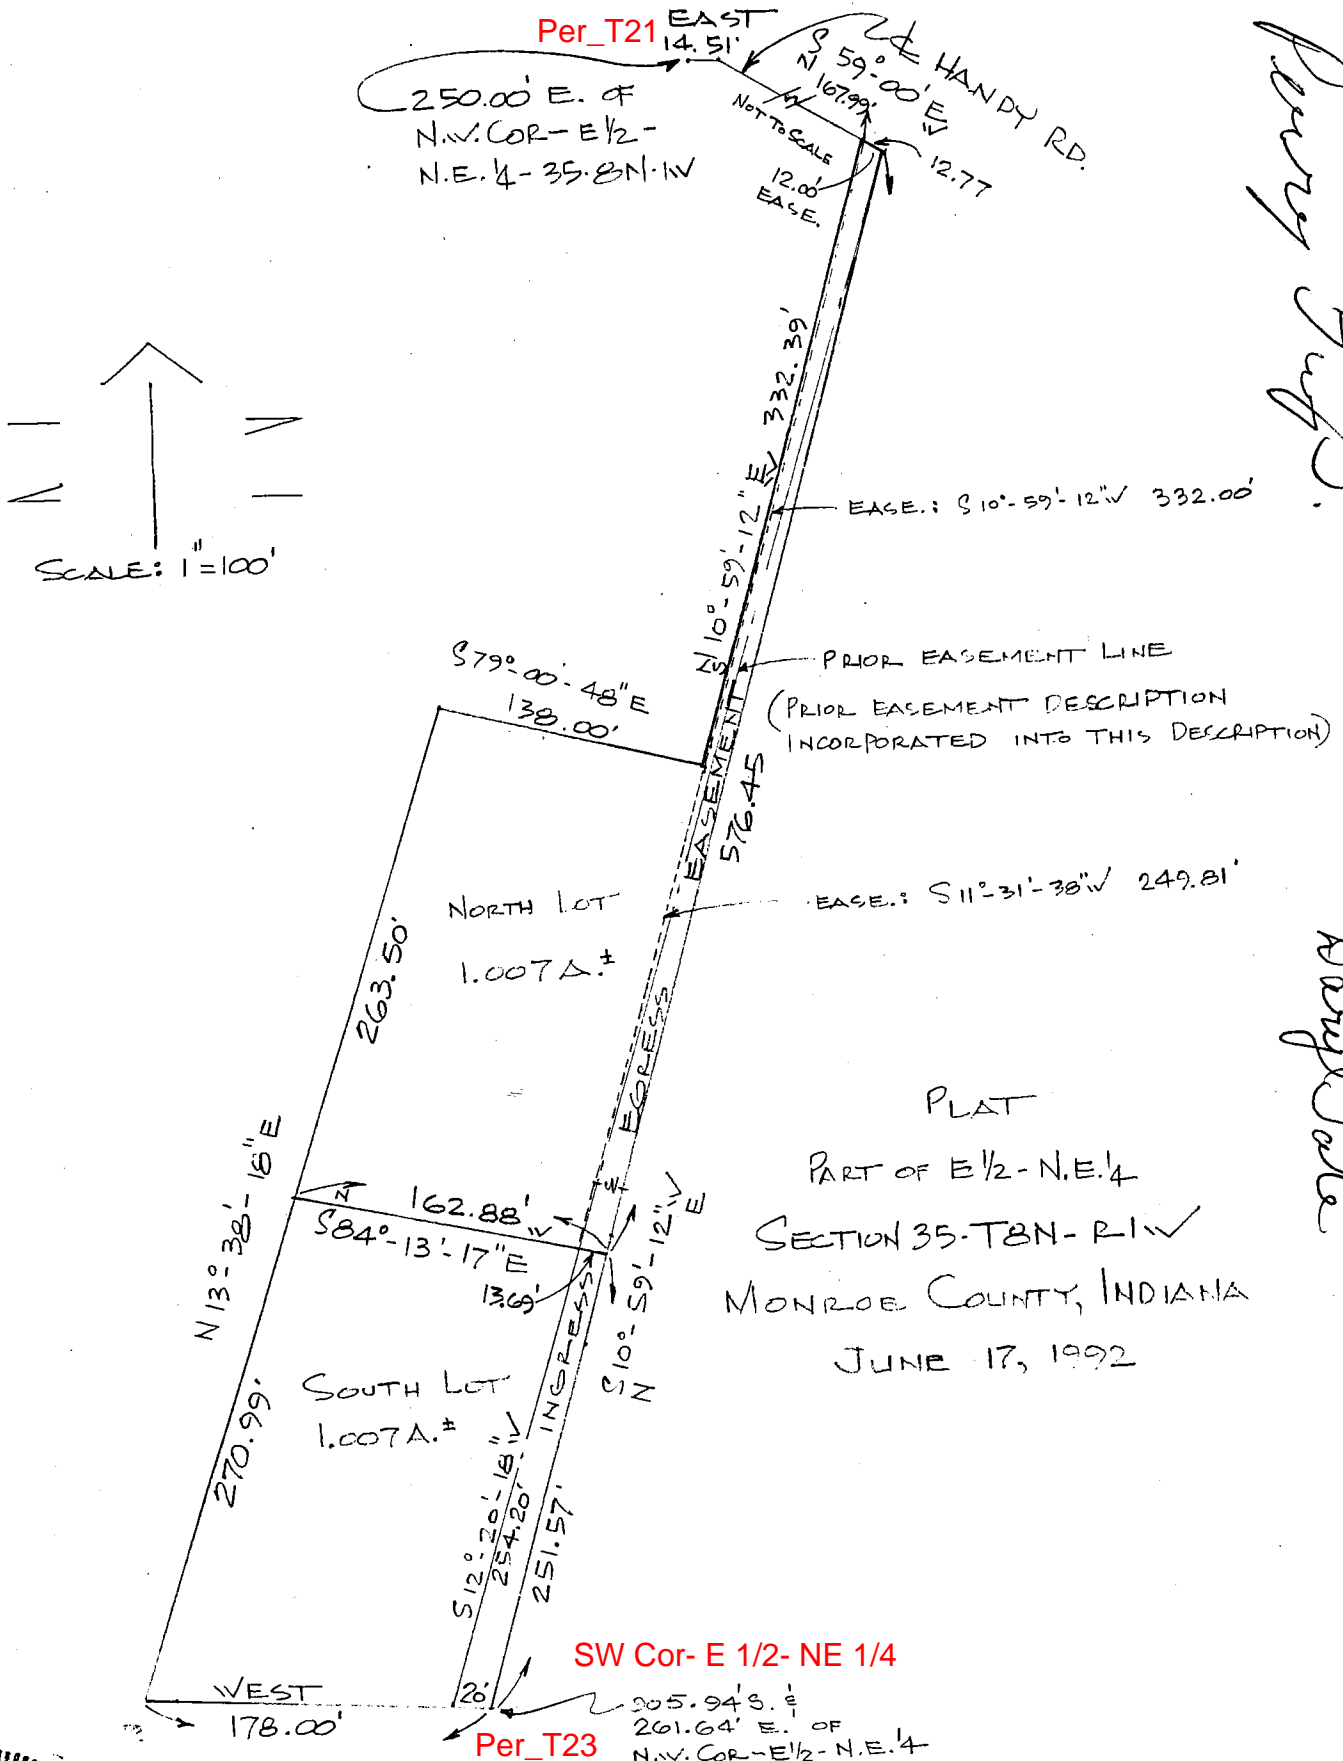 Per_T21
EAST
14.51'
250.00' E. OF
N.W. COR- E 1/2 -
N.E. 1/4 - 35-8N-1W
℄ HANDY RD.
S 59°-00' E
N W
167.99'
NOT TO SCALE
12.00'
EASE.
12.77
Perry Twp.
SCALE: 1" = 100'
N 10°-59'-12" E 332.39'
S W
EASE.: S 10°-59'-12" W 332.00'
S 79°-00'-48" E
138.00'
PRIOR EASEMENT LINE
(PRIOR EASEMENT DESCRIPTION
INCORPORATED INTO THIS DESCRIPTION)
INGRESS EGRESS EASEMENT
576.45
NORTH LOT
1.007 A.±
EASE.: S 11°-31'-38" W 249.81'
263.50'
N 13°-38'-18" E
N 162.88' W
S 84°-13'-17" E
13.69'
S 10°-59'-12" W
N E
PLAT
PART OF E 1/2 - N.E. 1/4
SECTION 35-T8N-R1W
MONROE COUNTY, INDIANA
JUNE 17, 1992
SOUTH LOT
1.007 A.±
270.99'
S 12°-20'-18" W
254.20'
251.57'
WEST
178.00'
20'
SW Cor- E 1/2- NE 1/4
905.94' S. &
261.64' E. OF
N.W. COR-E 1/2 - N.E. 1/4
Per_T23